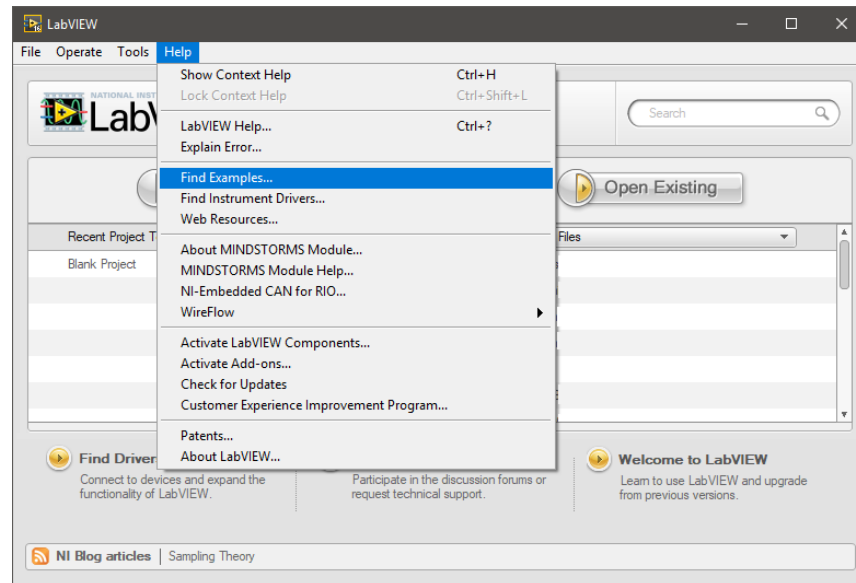 LabVIEW
File Operate Tools Help
Show Context Help Ctrl+H
Lock Context Help Ctrl+Shift+L
LabVIEW Help... Ctrl+?
Explain Error...
Find Examples...
Find Instrument Drivers...
Web Resources...
About MINDSTORMS Module...
MINDSTORMS Module Help...
NI-Embedded CAN for RIO...
WireFlow
Activate LabVIEW Components...
Activate Add-ons...
Check for Updates
Customer Experience Improvement Program...
Patents...
About LabVIEW...
NATIONAL INST
LabV
Search
Open Existing
Recent Project T
Files
Blank Project
Find Driver
Connect to devices and expand the
functionality of LabVIEW.
Participate in the discussion forums or
request technical support.
Welcome to LabVIEW
Learn to use LabVIEW and upgrade
from previous versions.
NI Blog articles | Sampling Theory